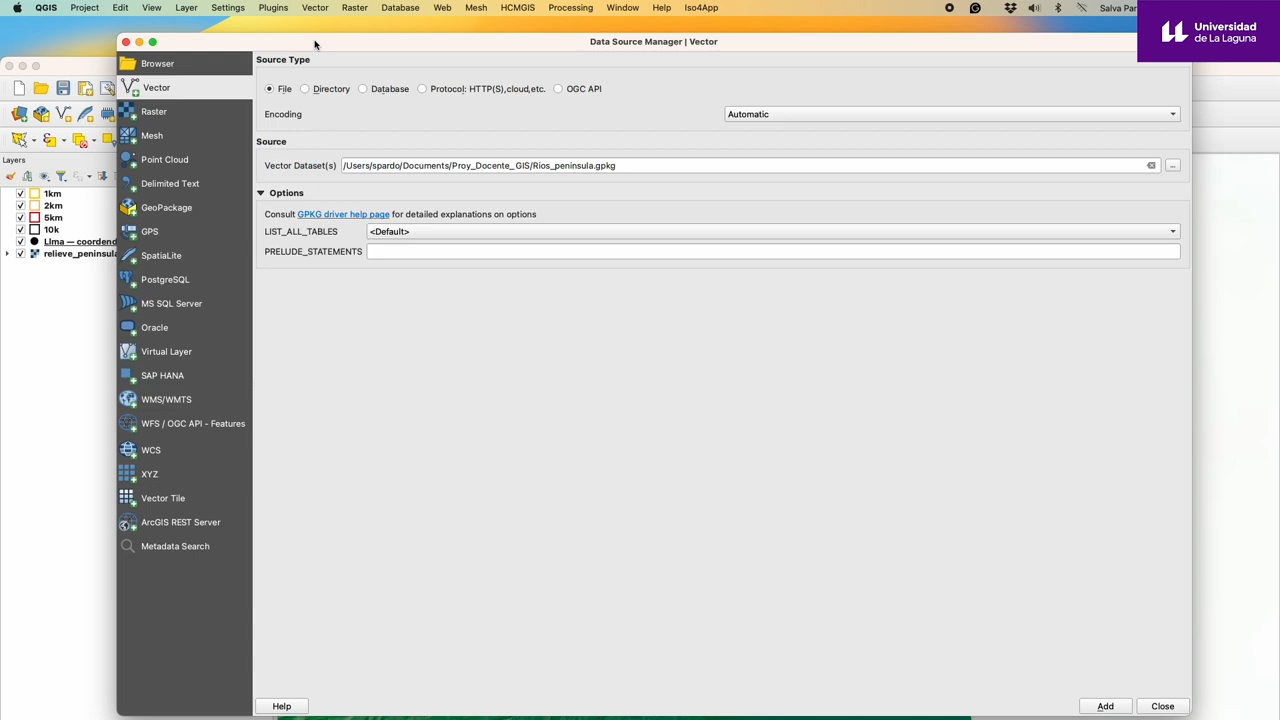 QGIS Project Edit View Layer Settings Plugins Vector Raster Database Web Mesh HCMGIS Processing Window Help Iso4App Salva Par
Universidad
de La Laguna
Data Source Manager | Vector
Browser
Vector
Raster
Mesh
Point Cloud
Delimited Text
GeoPackage
GPS
SpatiaLite
PostgreSQL
MS SQL Server
Oracle
Virtual Layer
SAP HANA
WMS/WMTS
WFS / OGC API - Features
WCS
XYZ
Vector Tile
ArcGIS REST Server
Metadata Search
Source Type
File Directory Database Protocol: HTTP(S),cloud,etc. OGC API
Encoding Automatic
Source
Vector Dataset(s) /Users/spardo/Documents/Proy_Docente_GIS/Rios_peninsula.gpkg ...
Options
Consult GPKG driver help page for detailed explanations on options
LIST_ALL_TABLES <Default>
PRELUDE_STATEMENTS
Layers
1km
2km
5km
10k
LIma — coordend
relieve_peninsula
Help Add Close